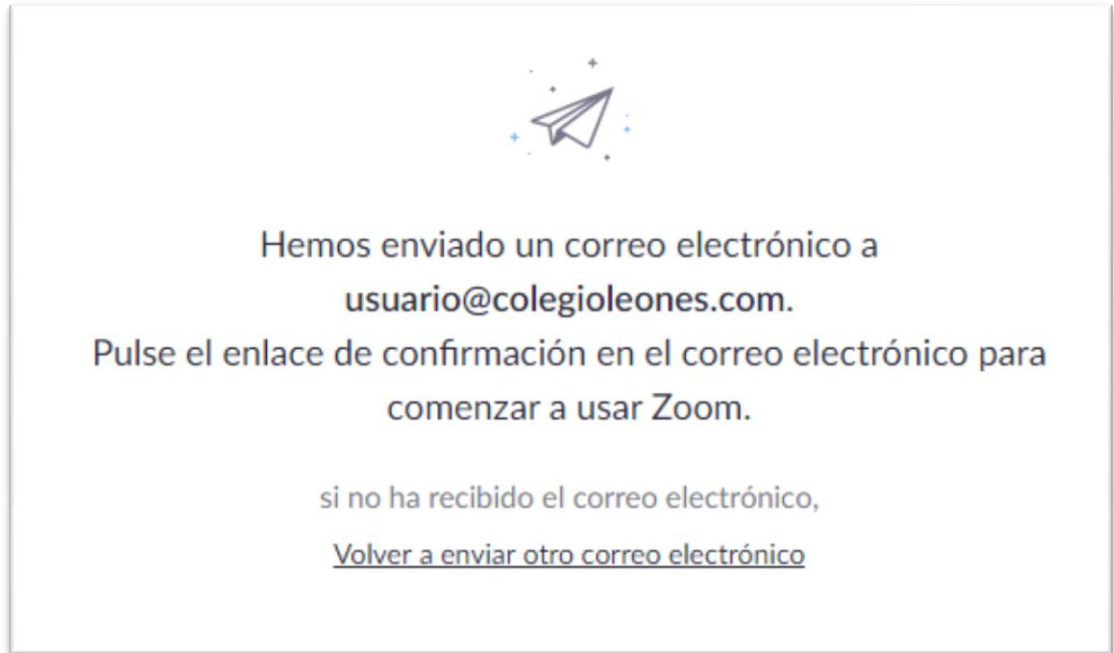 Hemos enviado un correo electrónico a
usuario@colegioleones.com.
Pulse el enlace de confirmación en el correo electrónico para
comenzar a usar Zoom.
si no ha recibido el correo electrónico,
Volver a enviar otro correo electrónico